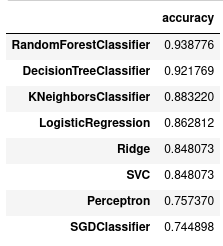 accuracy
RandomForestClassifier 0.938776
DecisionTreeClassifier 0.921769
KNeighborsClassifier 0.883220
LogisticRegression 0.862812
Ridge 0.848073
SVC 0.848073
Perceptron 0.757370
SGDClassifier 0.744898